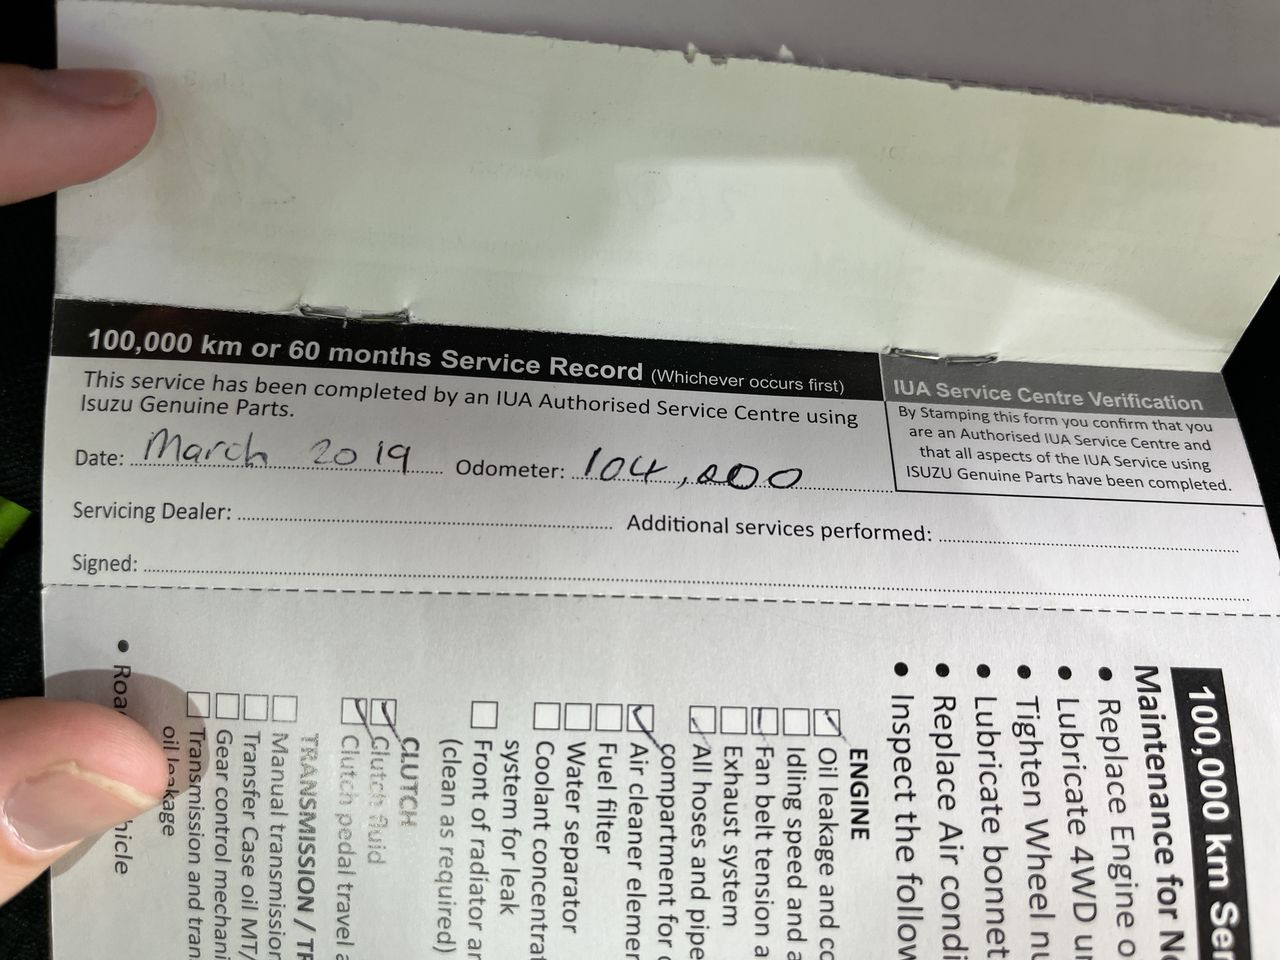 100,000 km or 60 months Service Record (Whichever occurs first)
This service has been completed by an IUA Authorised Service Centre using
Isuzu Genuine Parts.
Date: March 2019 Odometer: 104,000
Servicing Dealer: Additional services performed:
Signed:
IUA Service Centre Verification
By Stamping this form you confirm that you
are an Authorised IUA Service Centre and
that all aspects of the IUA Service using
ISUZU Genuine Parts have been completed.
100,000 km Ser
Maintenance for
• Replace Engine
• Lubricate 4WD
• Tighten Wheel
• Lubricate bonnet
• Replace Air
• Inspect the
ENGINE
Oil leakage and
Idling speed and
Fan belt tension
Exhaust system
All hoses and pipe
compartment for
Air cleaner
Fuel filter
Water separator
Coolant
system for leak
Front of radiator
(clean as required)
CLUTCH
Clutch fluid
Clutch pedal travel
TRANSMISSION /
Manual transmission
Transfer Case oil MT/
Gear control
Transmission and
oil leakage
•